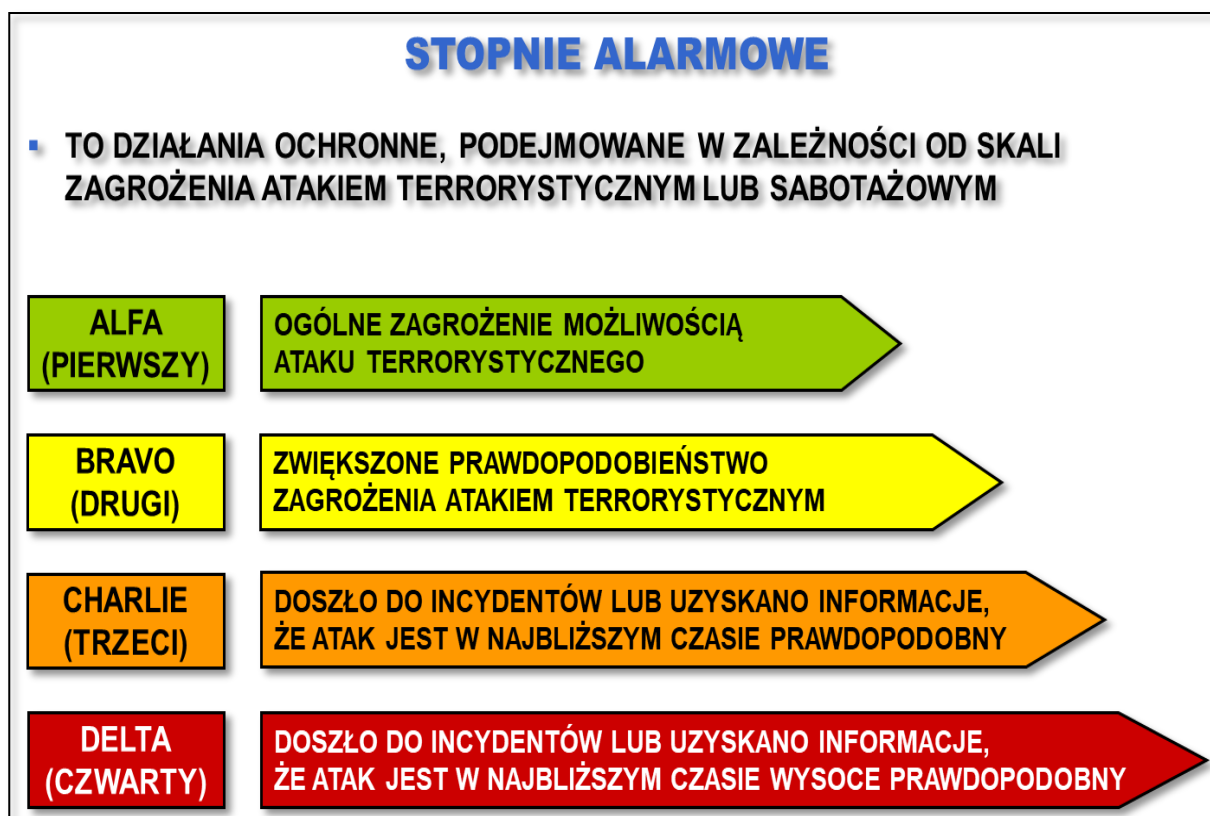 STOPNIE ALARMOWE
TO DZIAŁANIA OCHRONNE, PODEJMOWANE W ZALEŻNOŚCI OD SKALI
ZAGROŻENIA ATAKIEM TERRORYSTYCZNYM LUB SABOTAŻOWYM
ALFA
(PIERWSZY)
OGÓLNE ZAGROŻENIE MOŻLIWOŚCIĄ
ATAKU TERRORYSTYCZNEGO
BRAVO
(DRUGI)
ZWIĘKSZONE PRAWDOPODOBIEŃSTWO
ZAGROŻENIA ATAKIEM TERRORYSTYCZNYM
CHARLIE
(TRZECI)
DOSZŁO DO INCYDENTÓW LUB UZYSKANO INFORMACJE,
ŻE ATAK JEST W NAJBLIŻSZYM CZASIE PRAWDOPODOBNY
DELTA
(CZWARTY)
DOSZŁO DO INCYDENTÓW LUB UZYSKANO INFORMACJE,
ŻE ATAK JEST W NAJBLIŻSZYM CZASIE WYSOCE PRAWDOPODOBNY